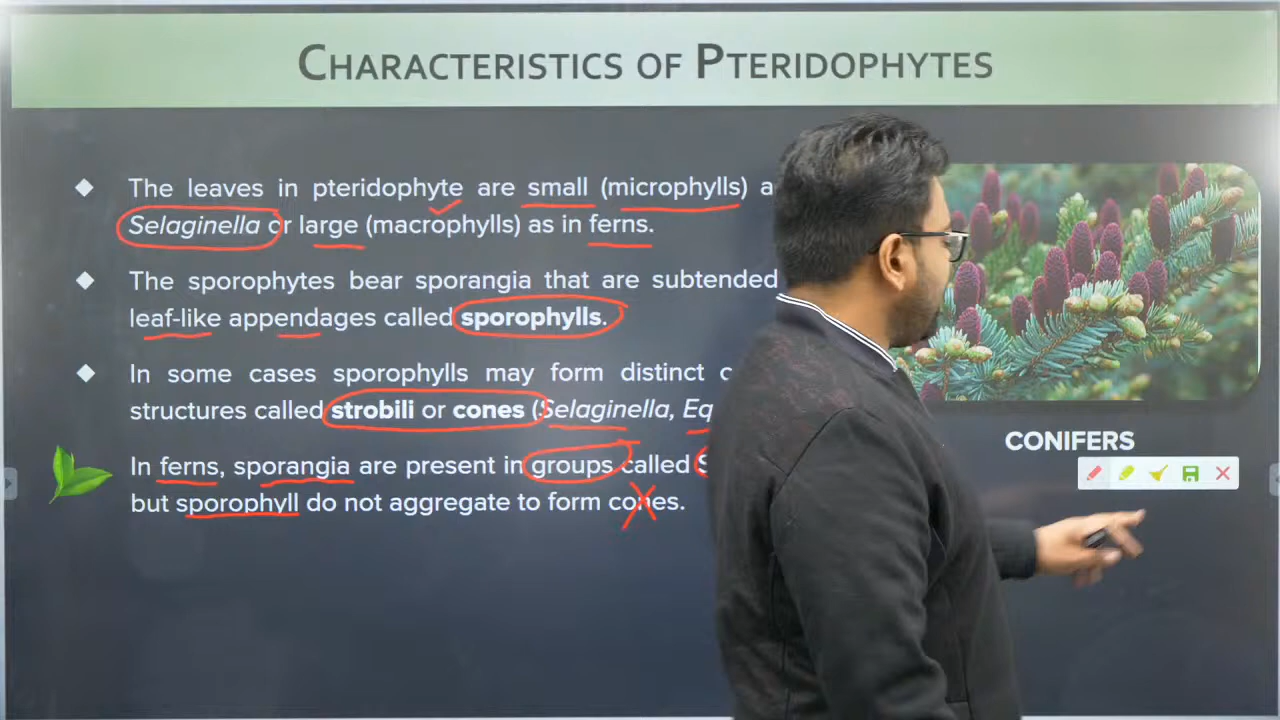 CHARACTERISTICS OF PTERIDOPHYTES
The leaves in pteridophyte are small (microphylls)
Selaginella or large (macrophylls) as in ferns.
The sporophytes bear sporangia that are subtended
leaf-like appendages called sporophylls.
In some cases sporophylls may form distinct
structures called strobili or cones (Selaginella,
In ferns, sporangia are present in groups called
but sporophyll do not aggregate to form cones.
CONIFERS